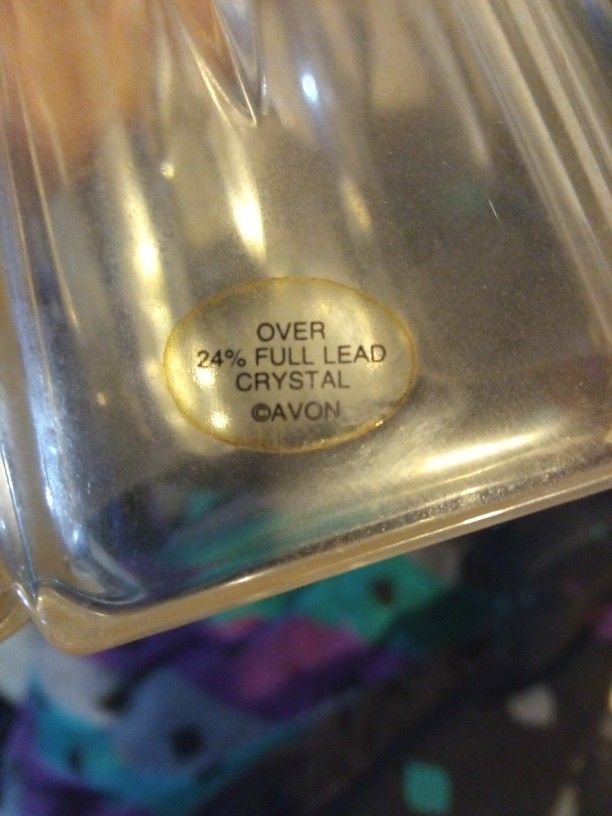 OVER
24% FULL LEAD
CRYSTAL
©AVON